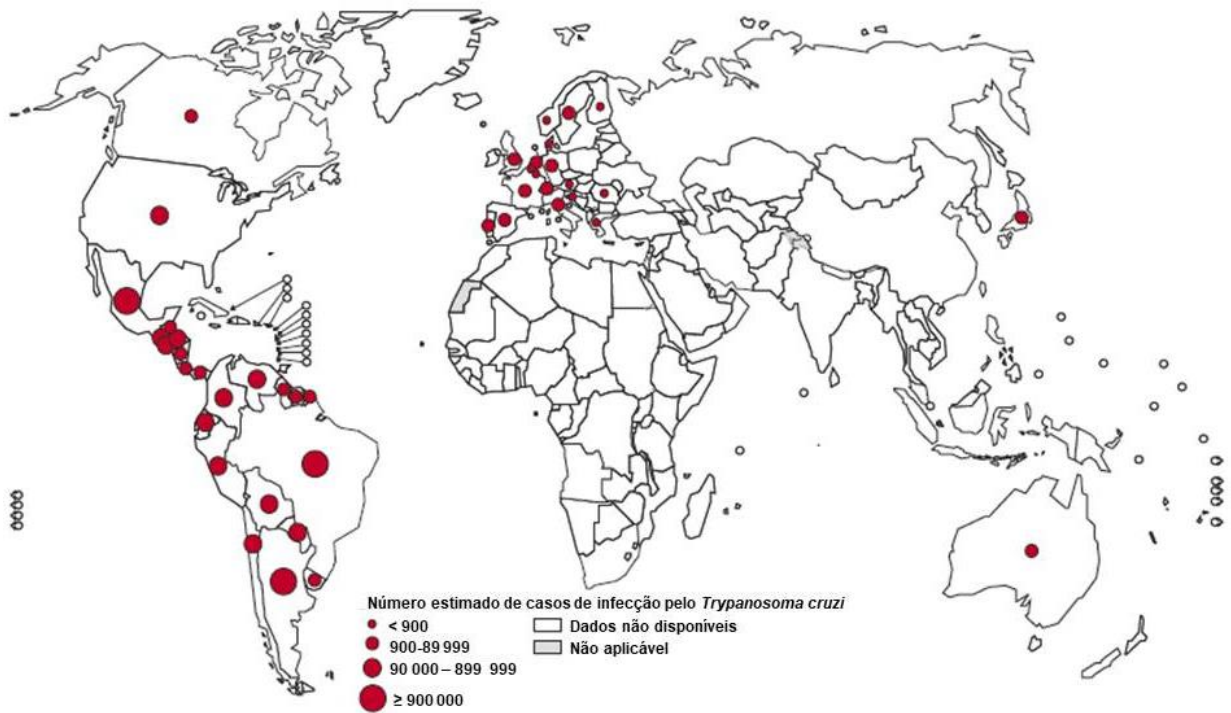 Número estimado de casos de infecção pelo Trypanosoma cruzi
< 900
900-89 999
90 000 – 899 999
≥ 900 000
Dados não disponíveis
Não aplicável